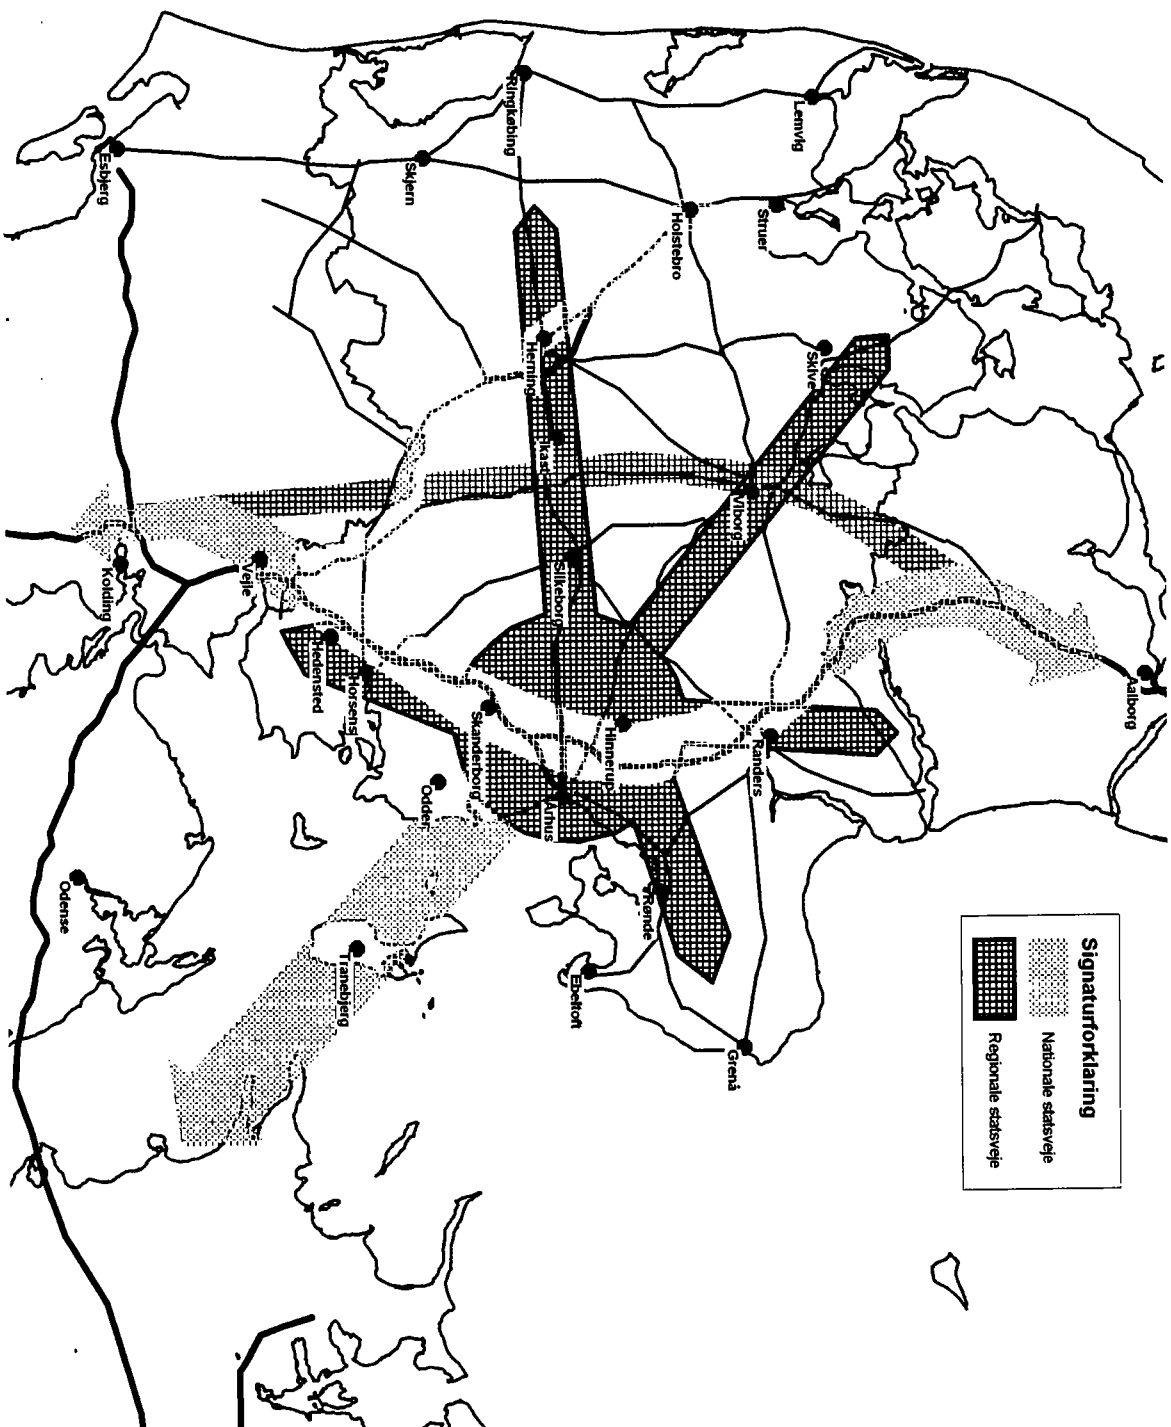 Signaturforklaring
Nationale statsveje
Regionale statsveje
Aalborg
Lemvig
Struer
Skive
Viborg
Randers
Grenå
Holstebro
Hinnerup
Rønde
Ebeltoft
Ringkøbing
Herning
Ikast
Silkeborg
Århus
Skjern
Skanderborg
Odder
Horsens
Hedensted
Tranebjerg
Vejle
Esbjerg
Kolding
Odense